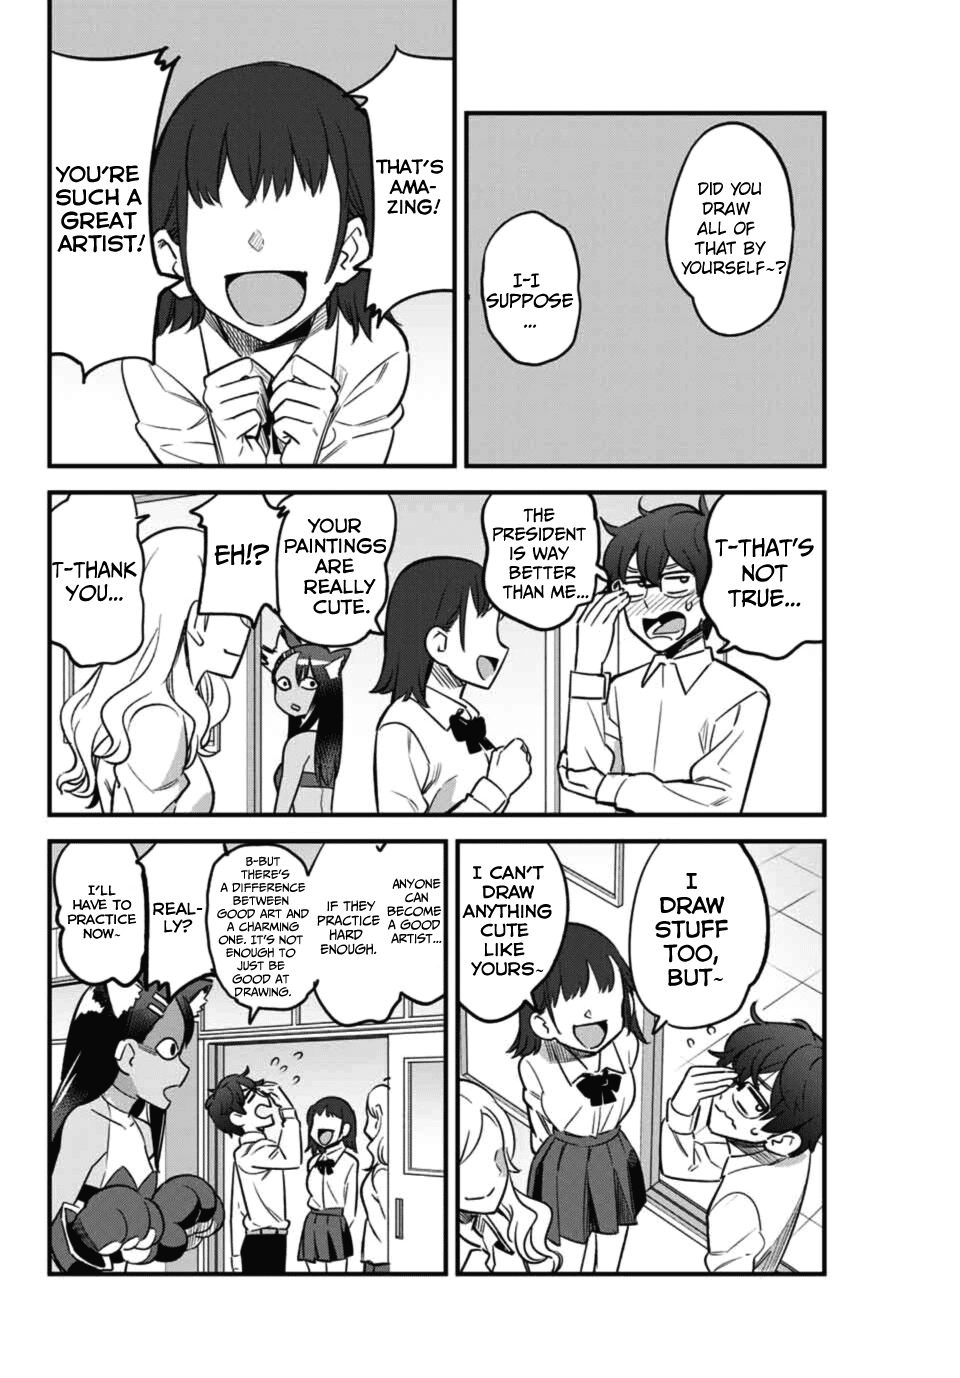 DID YOU
DRAW
ALL OF
THAT BY
YOURSELF~?
I-I
SUPPOSE
...
THAT'S
AMA-
ZING!
YOU'RE
SUCH A
GREAT
ARTIST!
T-THAT'S
NOT
TRUE...
THE
PRESIDENT
IS WAY
BETTER
THAN ME...
YOUR
PAINTINGS
ARE
REALLY
CUTE.
EH!?
T-THANK
YOU...
I
DRAW
STUFF
TOO,
BUT~
I CAN'T
DRAW
ANYTHING
CUTE
LIKE
YOURS~
ANYONE
CAN
BECOME
A GOOD
ARTIST...
IF THEY
PRACTICE
HARD
ENOUGH.
B-BUT
THERE'S
A DIFFERENCE
BETWEEN
GOOD ART AND
A CHARMING
ONE. IT'S NOT
ENOUGH TO
JUST BE
GOOD AT
DRAWING.
REAL-
LY?
I'LL
HAVE TO
PRACTICE
NOW~